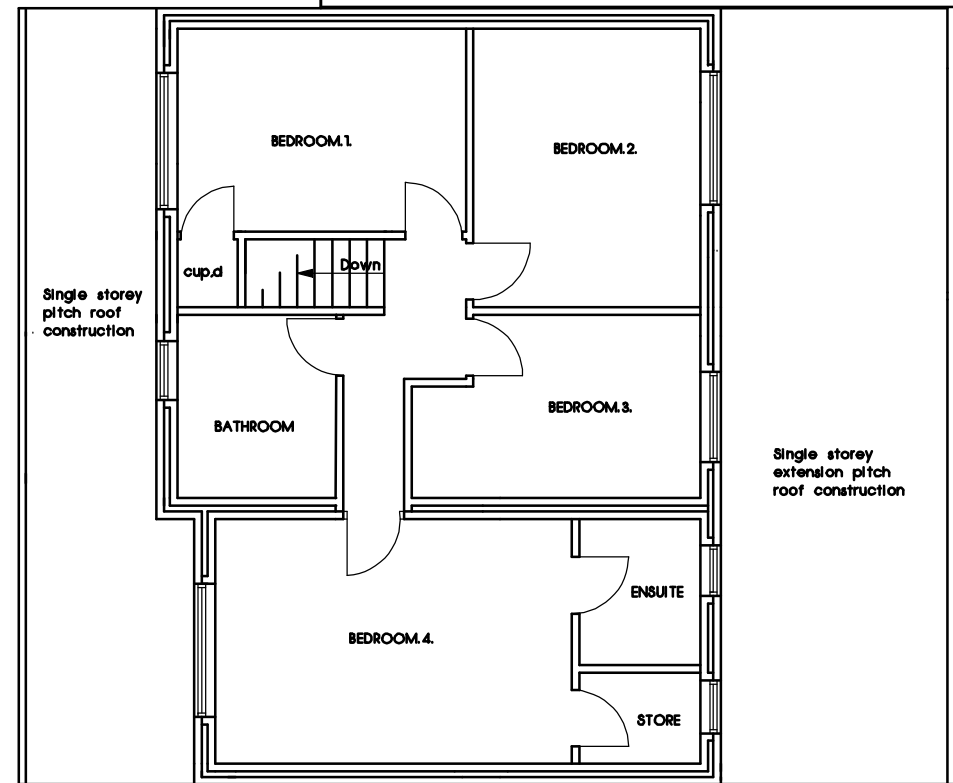 BEDROOM.1.
BEDROOM.2.
cup,d
Down
Single storey
pitch roof
construction
BATHROOM
BEDROOM.3.
Single storey
extension pitch
roof construction
ENSUITE
BEDROOM.4.
STORE